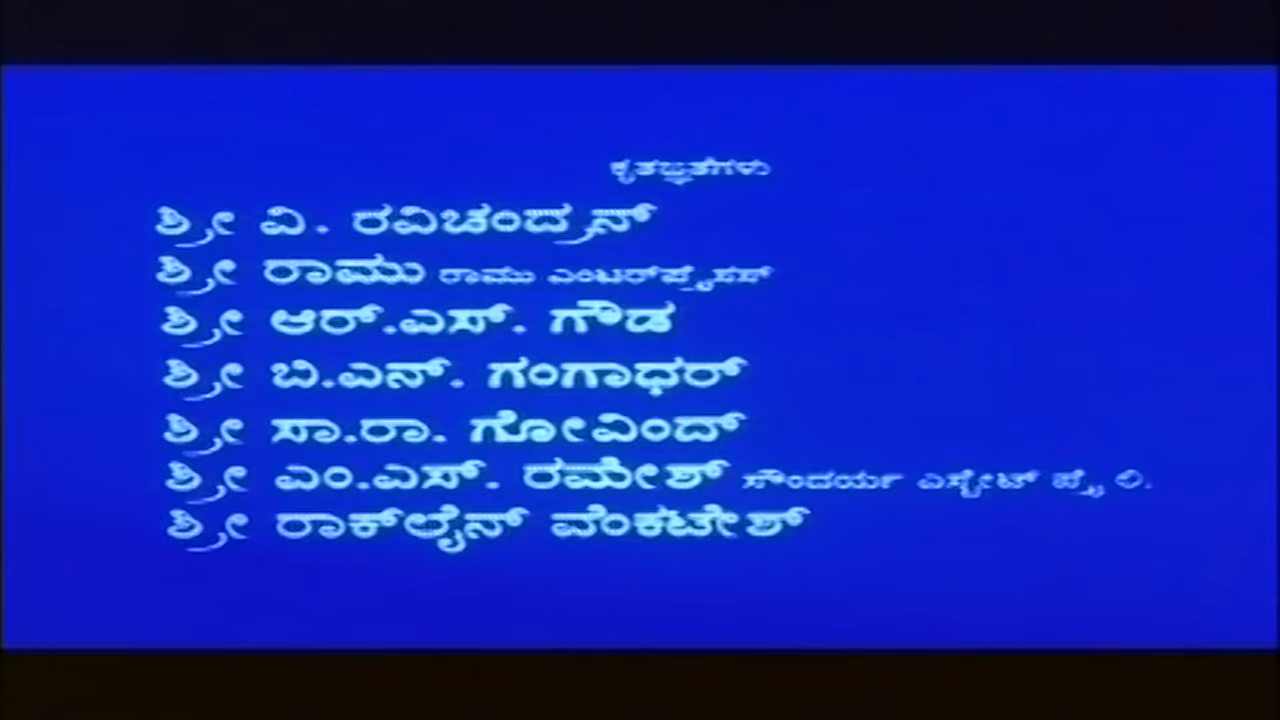 ಕೃತಜ್ಞತೆಗಳು
ಶ್ರೀ ವಿ. ರವಿಚಂದ್ರನ್
ಶ್ರೀ ರಾಮು ರಾಮು ಎಂಟರ್‌ಪ್ರೈಸಸ್
ಶ್ರೀ ಆರ್.ಎಸ್. ಗೌಡ
ಶ್ರೀ ಬಿ.ಎನ್. ಗಂಗಾಧರ್
ಶ್ರೀ ಸಾ.ರಾ. ಗೋವಿಂದ್
ಶ್ರೀ ಎಂ.ಎಸ್. ರಮೇಶ್ ಸೌಂದರ್ಯ ಎಸ್ಟೇಟ್ ಪ್ರೈ ಲಿ.
ಶ್ರೀ ರಾಕ್‌ಲೈನ್ ವೆಂಕಟೇಶ್